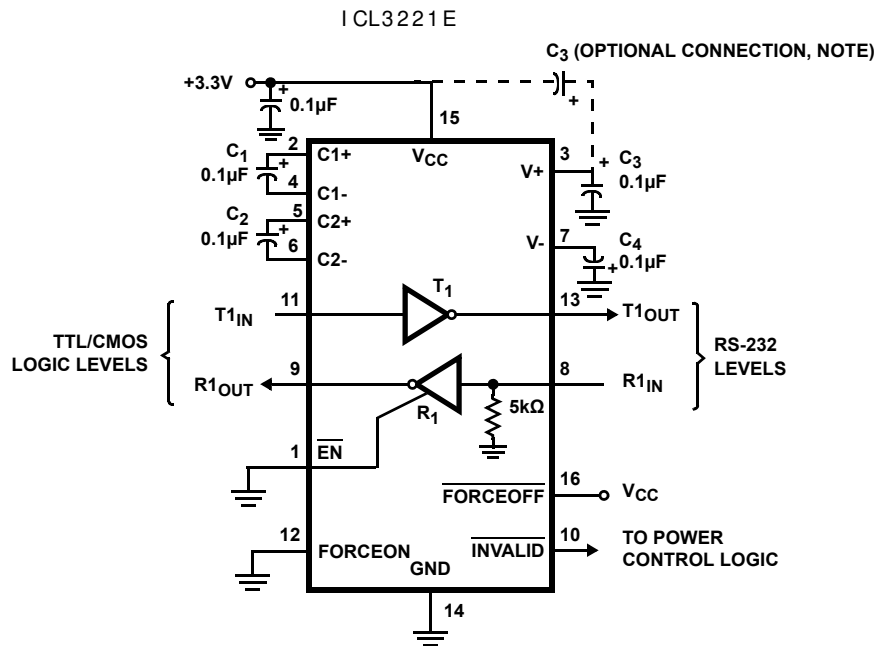 ICL3221E
C3 (OPTIONAL CONNECTION, NOTE)
+3.3V
+
0.1µF
+
15
2
C1+
VCC
3
V+
+
C3
0.1µF
C1
0.1µF
+
4
C1-
5
C2+
C2
0.1µF
+
6
C2-
7
V-
C4
0.1µF
+
T1
T1IN
11
13
T1OUT
TTL/CMOS
LOGIC LEVELS
RS-232
LEVELS
R1OUT
9
8
R1IN
R1
5kΩ
1
E̅N̅
16
F̅O̅R̅C̅E̅O̅F̅F̅
VCC
12
FORCEON
10
I̅N̅V̅A̅L̅I̅D̅
TO POWER
CONTROL LOGIC
GND
14